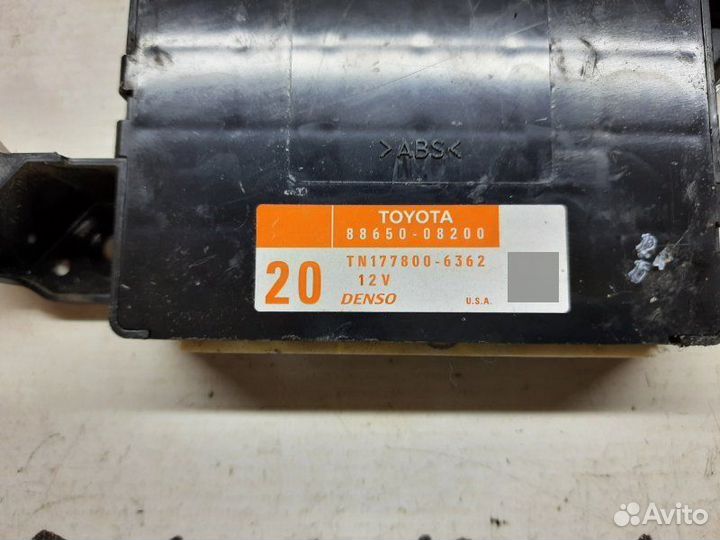 >ABS<
TOYOTA
88650-08200
TN177800-6362
20
12V
DENSO
U.S.A.
Avito